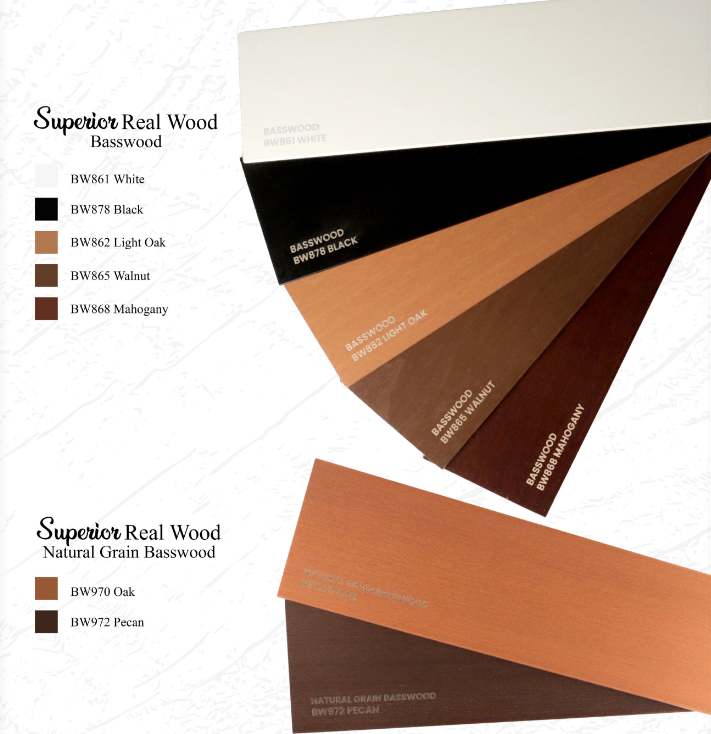 Superior Real Wood
Basswood
BW861 White
BW878 Black
BW862 Light Oak
BW865 Walnut
BW868 Mahogany
BASSWOOD
BW861 WHITE
BASSWOOD
BW878 BLACK
BASSWOOD
BW862 LIGHT OAK
BASSWOOD
BW865 WALNUT
BASSWOOD
BW868 MAHOGANY
Superior Real Wood
Natural Grain Basswood
BW970 Oak
BW972 Pecan
NATURAL GRAIN BASSWOOD
NATURAL GRAIN BASSWOOD
BW972 PECAN